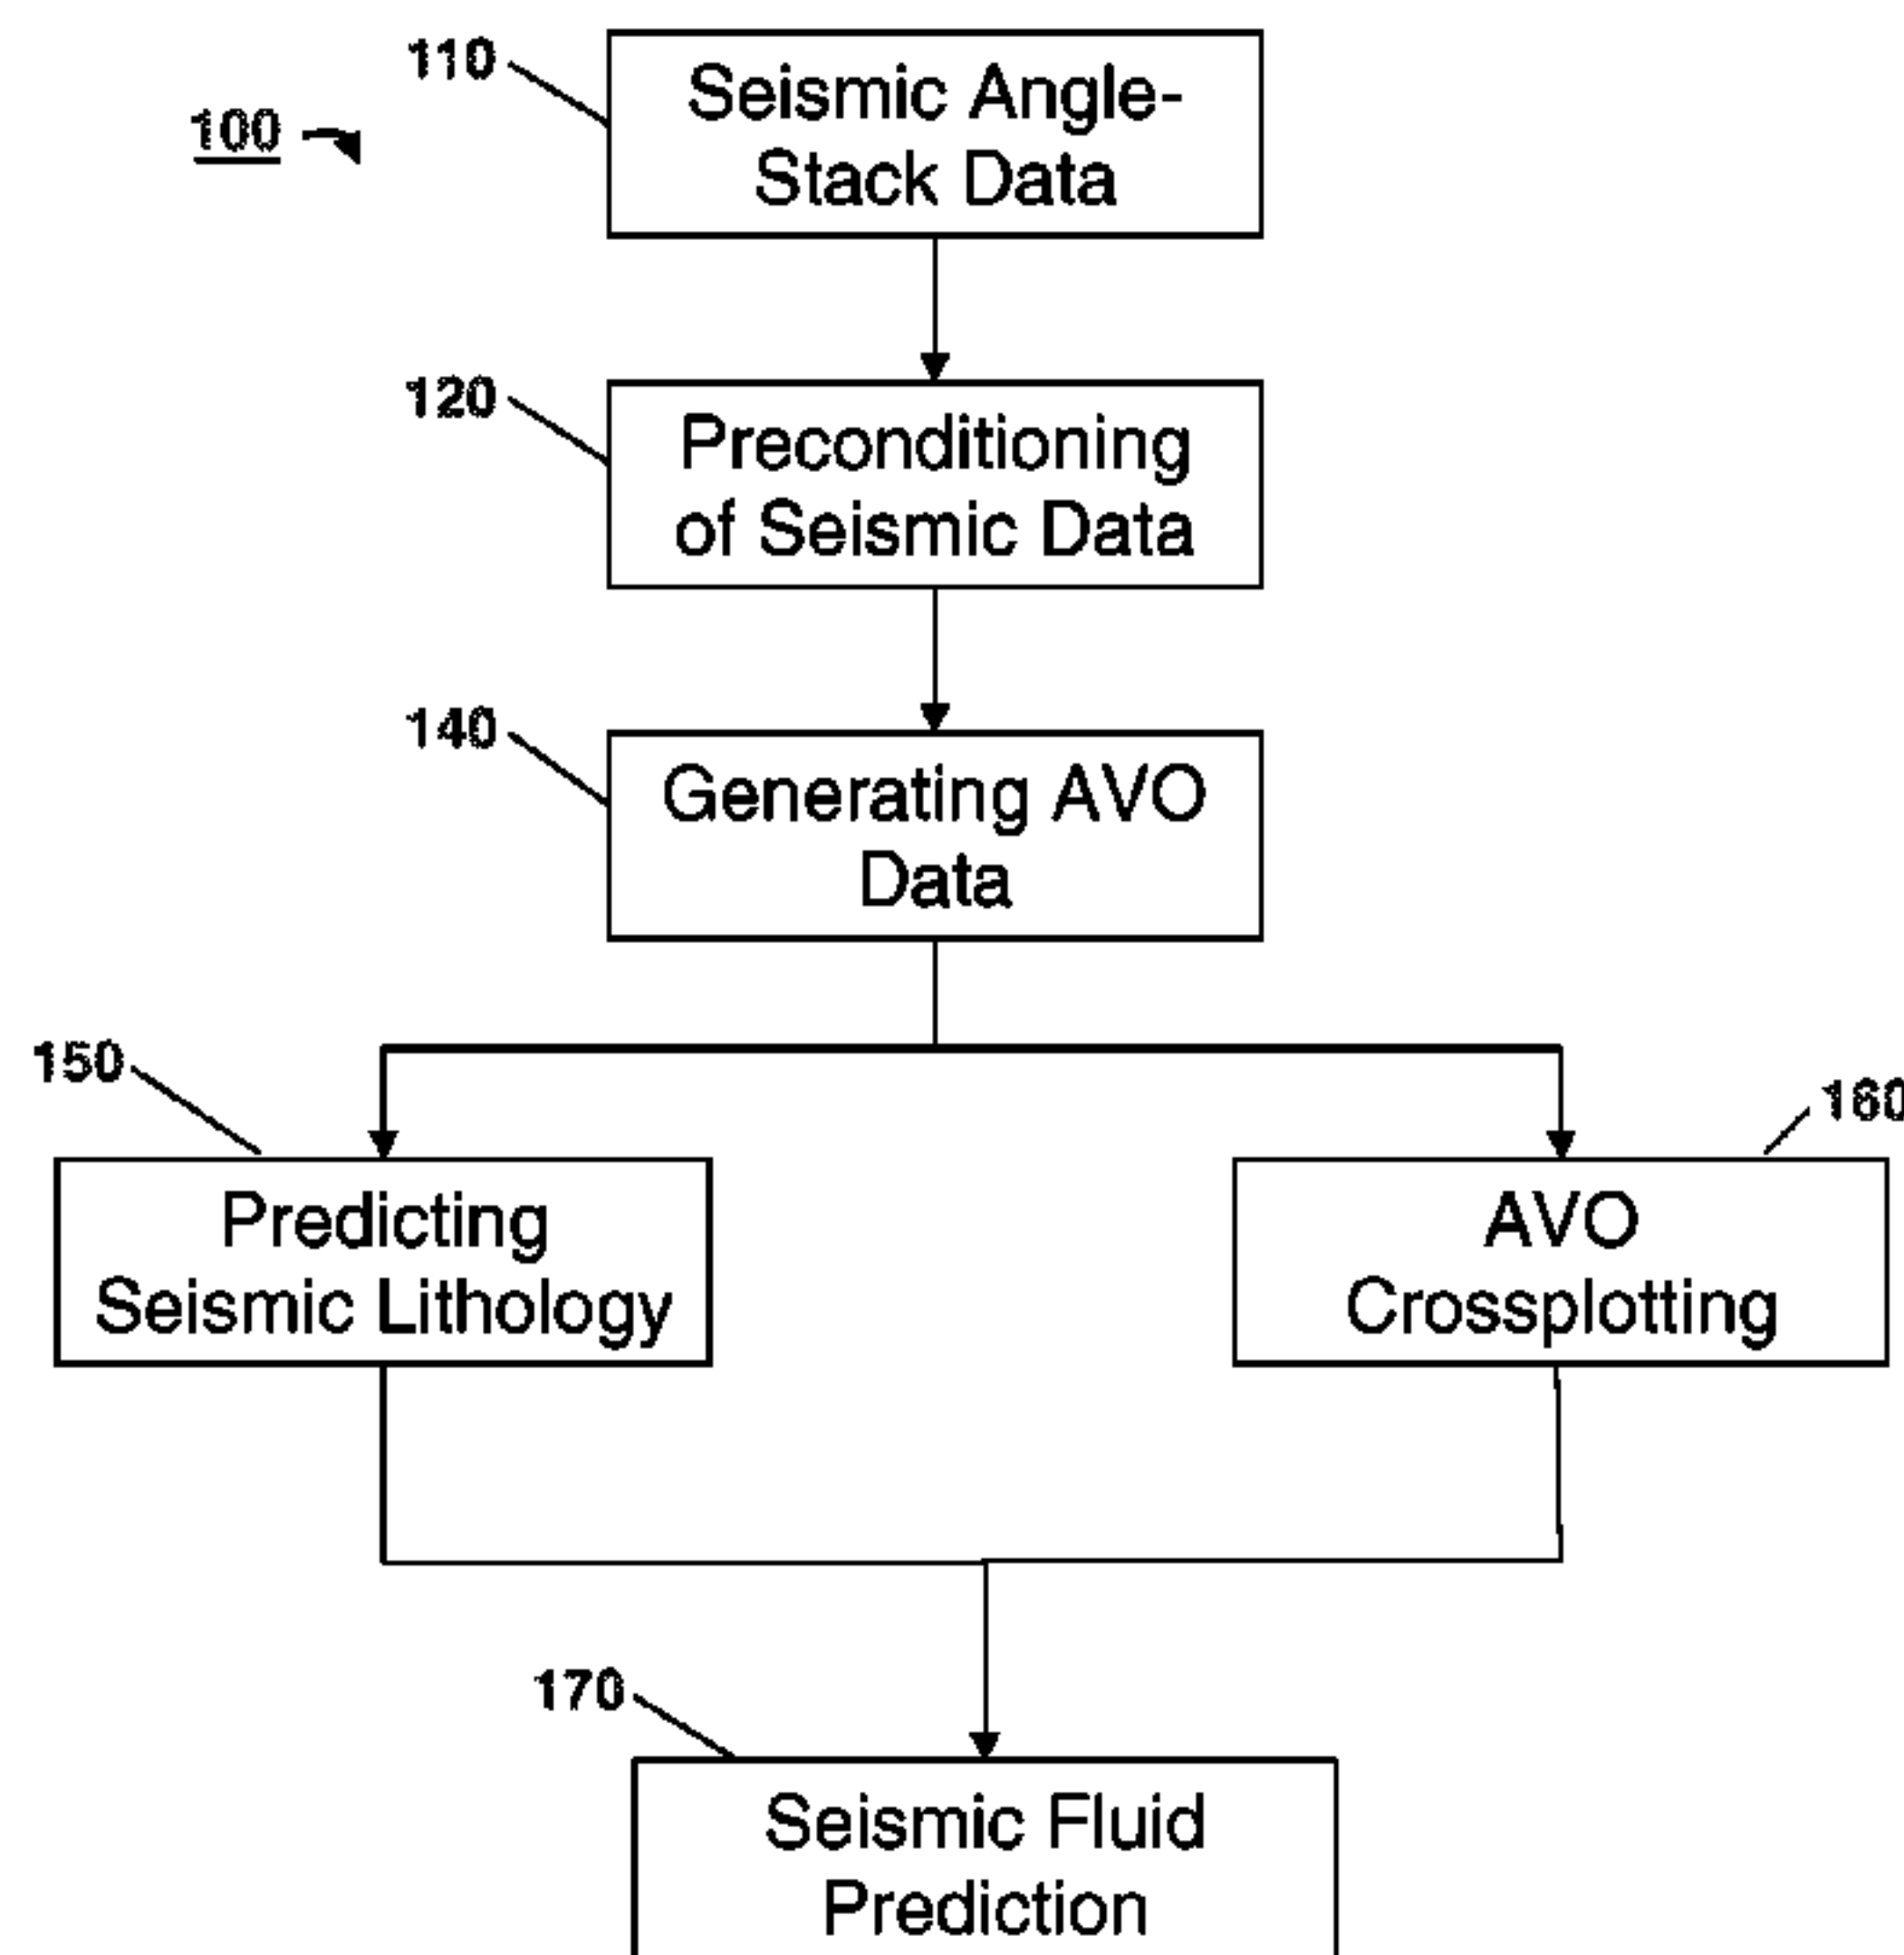 110
Seismic Angle-
Stack Data
100
120
Preconditioning
of Seismic Data
140
Generating AVO
Data
150
160
Predicting
Seismic Lithology
AVO
Crossplotting
170
Seismic Fluid
Prediction